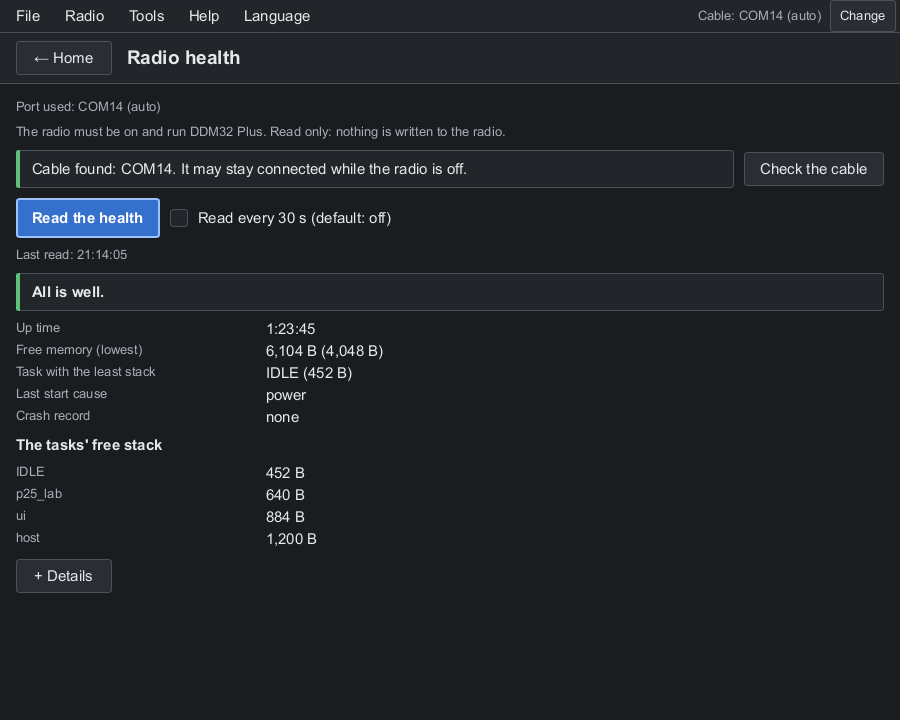 File Radio Tools Help Language Cable: COM14 (auto) Change
← Home Radio health
Port used: COM14 (auto)
The radio must be on and run DDM32 Plus. Read only: nothing is written to the radio.
Cable found: COM14. It may stay connected while the radio is off. Check the cable
Read the health Read every 30 s (default: off)
Last read: 21:14:05
All is well.
Up time 1:23:45
Free memory (lowest) 6,104 B (4,048 B)
Task with the least stack IDLE (452 B)
Last start cause power
Crash record none
The tasks' free stack
IDLE 452 B
p25_lab 640 B
ui 884 B
host 1,200 B
+ Details